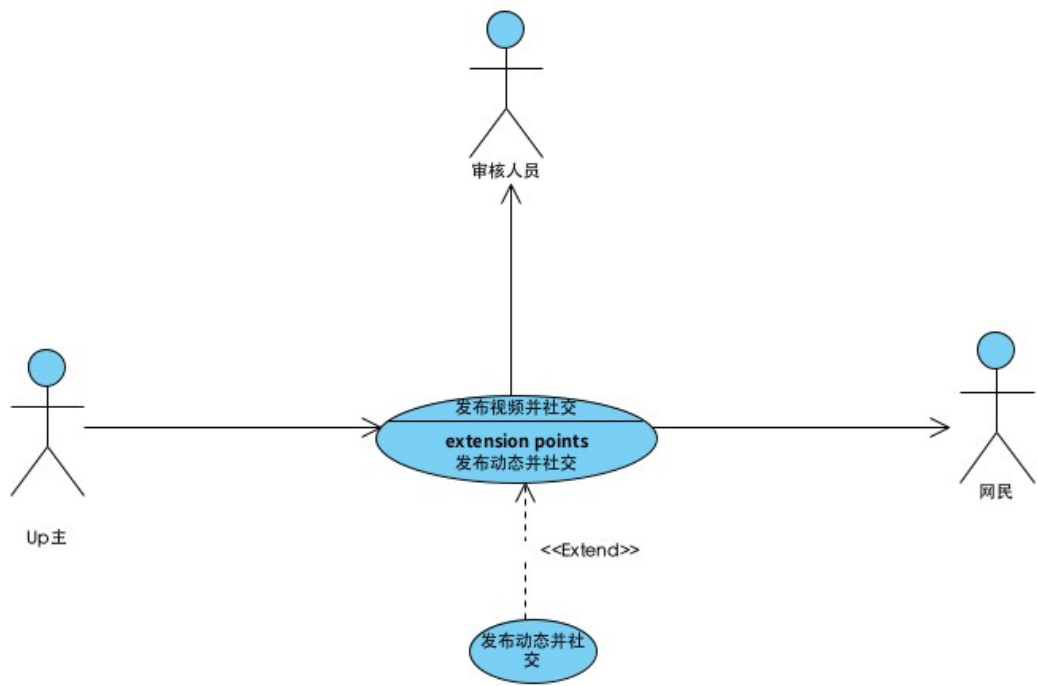 审核人员
发布视频并社交
extension points
发布动态并社交
网民
Up主
<<Extend>>
发布动态并社
交